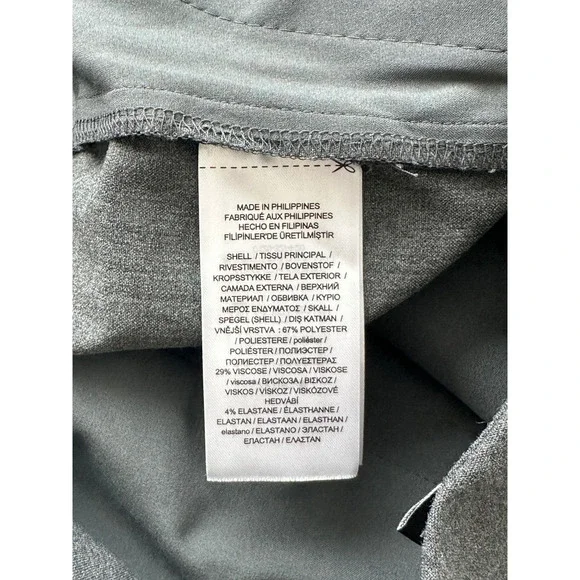 MADE IN PHILIPPINES
FABRIQUÉ AUX PHILIPPINES
HECHO EN FILIPINAS
FİLİPİNLER'DE ÜRETİLMİŞTİR
SHELL / TISSU PRINCIPAL /
RIVESTIMENTO / BOVENSTOF /
KROPSSTYKKE / TELA EXTERIOR /
CAMADA EXTERNA / ВЕРХНИЙ
МАТЕРИАЛ / ОБВИВКА / ΚΥΡΙΟ
ΜΕΡΟΣ ΕΝΔΥΜΑΤΟΣ / SKALL /
SPEGEL (SHELL) / DIŞ KATMAN /
VNĚJŠÍ VRSTVA : 67% POLYESTER
/ POLIESTERE / poliéster /
POLIÉSTER / ПОЛИЭСТЕР /
ПОЛИЕСТЕР / ΠΟΛΥΕΣΤΕΡΑΣ
29% VISCOSE / VISCOSA / VISKOSE
/ viscosa / ВИСКОЗА / ΒΙΣΚΟΖ /
VISKOS / VİSKOZ / VISKÓZOVÉ
HEDVÁBÍ
4% ELASTANE / ÉLASTHANNE /
ELASTAN / ELASTAAN / ELASTHAN /
elastano / ELASTANO / ЭЛАСТАН /
ЕЛАСТАН / ΕΛΑΣΤΑΝ